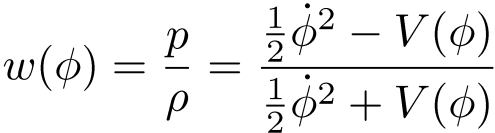 w(ϕ) = p/ρ = (½ϕ̇² − V(ϕ))/(½ϕ̇² + V(ϕ))